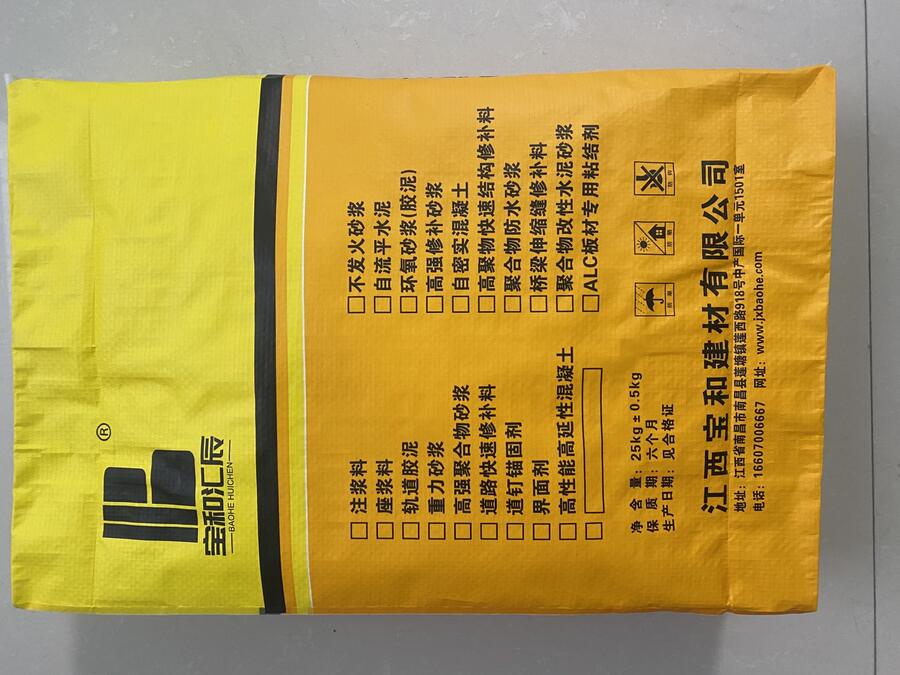 ®
宝和汇辰
BAOHE HUICHEN
□注浆料
□座浆料
□轨道胶泥
□重力砂浆
□高强聚合物砂浆
□道路快速修补料
□道钉锚固剂
□界面剂
□高性能高延性混凝土
□
□不发火砂浆
□自流平水泥
□环氧砂浆(胶泥)
□高强修补砂浆
□自密实混凝土
□高聚物快速结构修补料
□聚合物防水砂浆
□桥梁伸缩缝修补料
□聚合物改性水泥砂浆
□ALC板材专用粘结剂
净含量：25kg±0.5kg
保质期：六个月
生产日期：见合格证
江西宝和建材有限公司
地址：江西省南昌市南昌县莲塘镇莲西路918号中产国际一单元1501室
电话：16607006667 网址：www.jxbaohe.com